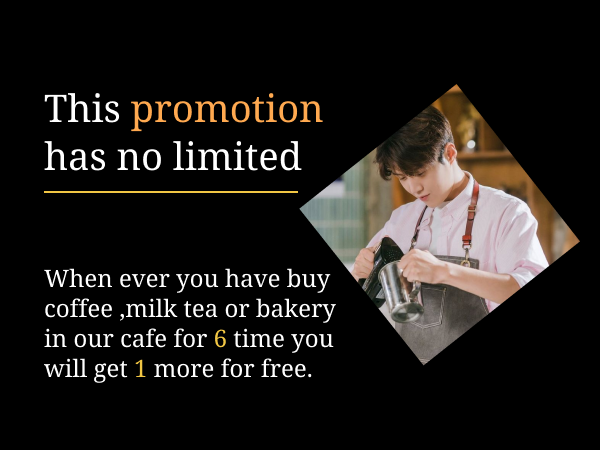 This promotion
has no limited
When ever you have buy
coffee ,milk tea or bakery
in our cafe for 6 time you
will get 1 more for free.